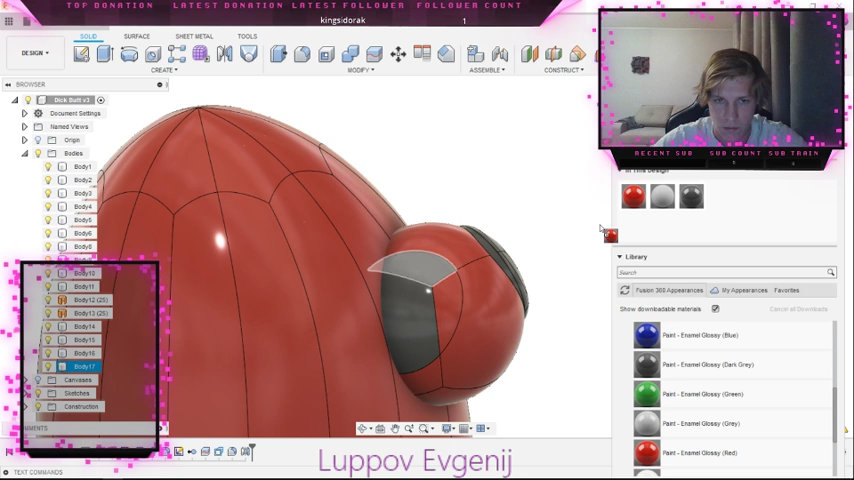 TOP DONATION LATEST DONATION LATEST FOLLOWER FOLLOWER COUNT
kingsidorak
1
SOLID SURFACE SHEET METAL TOOLS
DESIGN
CREATE MODIFY ASSEMBLE CONSTRUCT
BROWSER
Dick Butt v3
Document Settings
Named Views
Origin
Bodies
Body1
Body2
Body3
Body4
Body5
Body6
Body8
Body10
Body11
Body12 (25)
Body13 (25)
Body14
Body15
Body16
Body17
Canvases
Sketches
Construction
TEXT COMMANDS
RECENT SUB SUB COUNT SUB TRAIN
In This Design
Library
Search
Fusion 360 Appearances My Appearances Favorites
Show downloadable materials Cancel all Downloads
Paint - Enamel Glossy (Blue)
Paint - Enamel Glossy (Dark Grey)
Paint - Enamel Glossy (Green)
Paint - Enamel Glossy (Grey)
Paint - Enamel Glossy (Red)
Luppov Evgenij